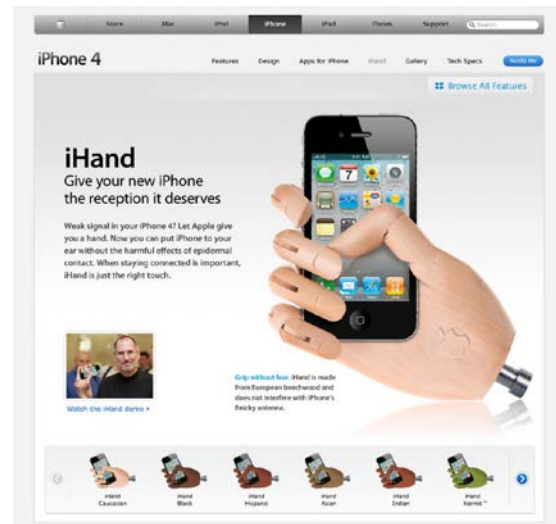 Store Mac iPod iPhone iPad iTunes Support Search
iPhone 4
Features Design Apps for iPhone iHand Gallery Tech Specs Notify Me
Browse All Features
iHand
Give your new iPhone
the reception it deserves
Weak signal in your iPhone 4? Let Apple give
you a hand. Now you can put iPhone to your
ear without the harmful effects of epidermal
contact. When staying connected is important,
iHand is just the right touch.
Grip without fear. iHand is made
from European beechwood and
does not interfere with iPhone's
finicky antenna.
Watch the iHand demo
iHand
Caucasian
iHand
Black
iHand
Hispanic
iHand
Asian
iHand
Indian
iHand
Kermit™